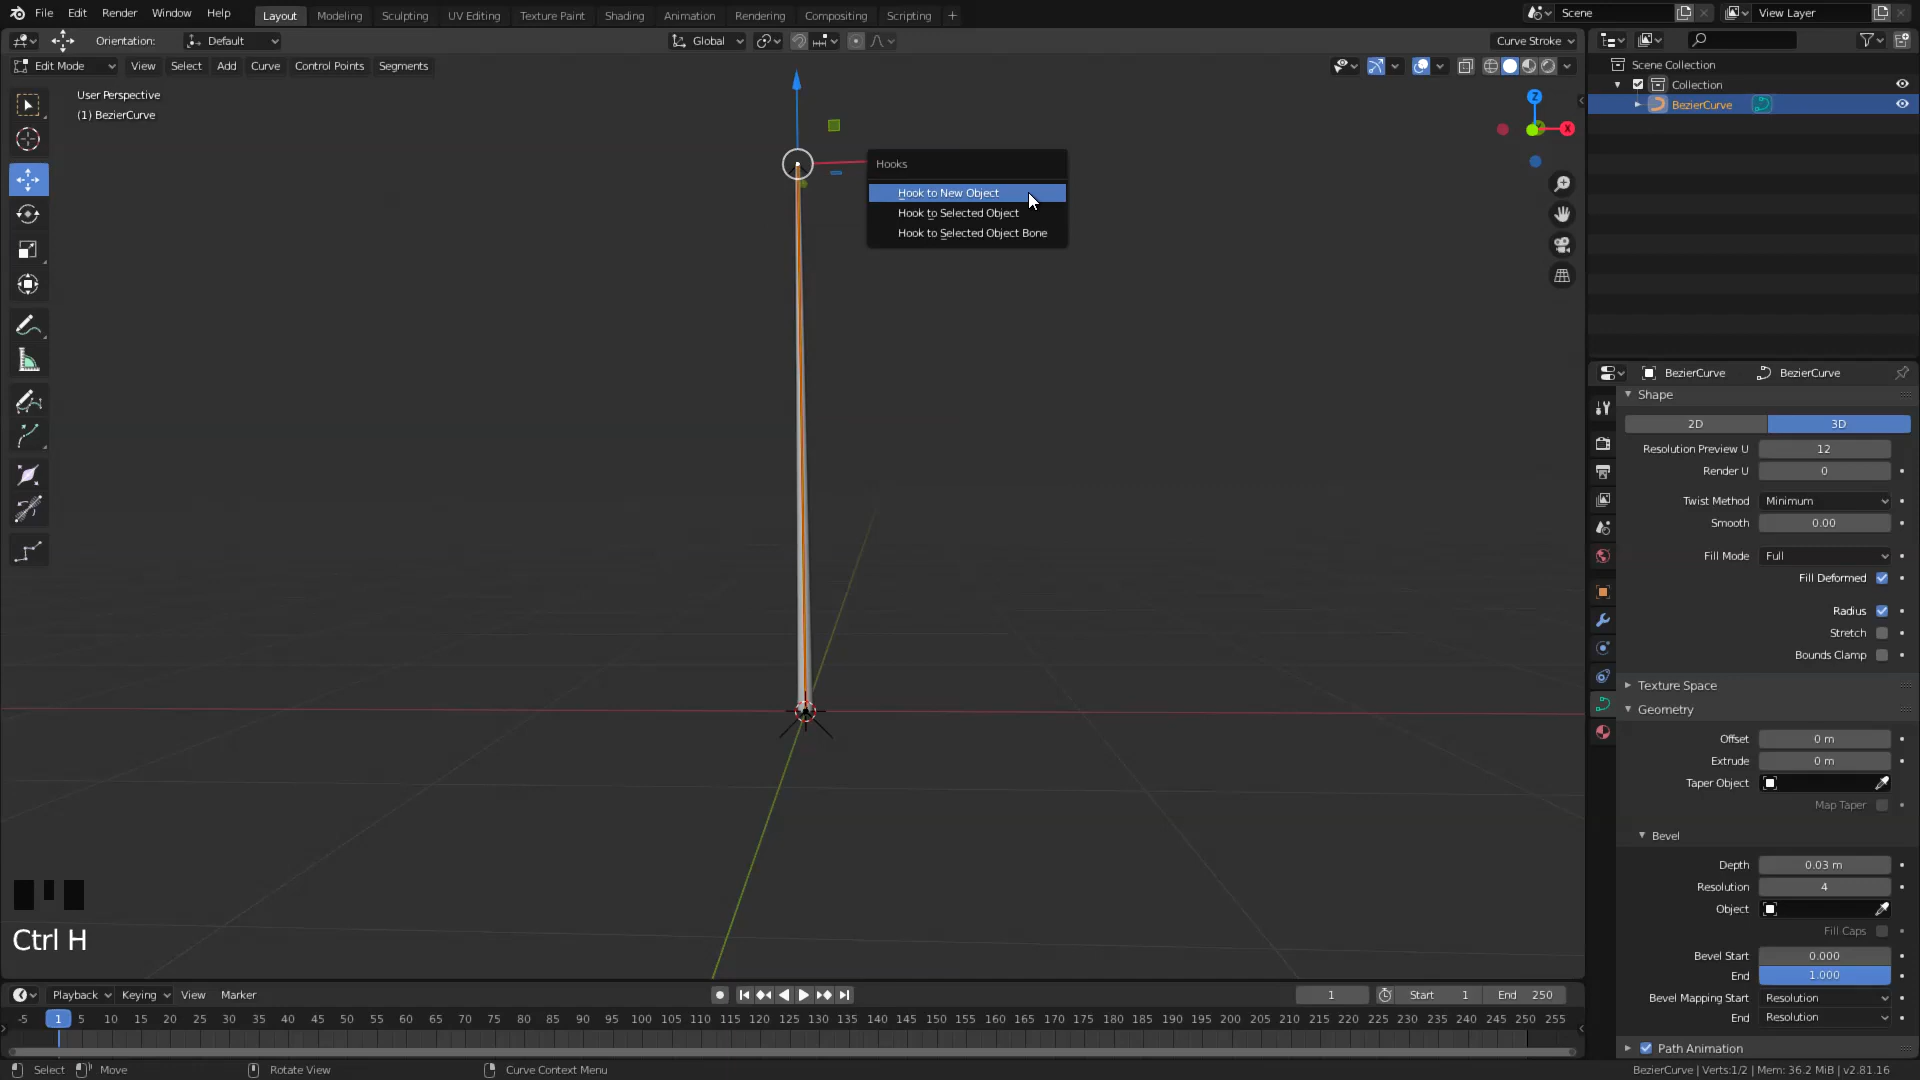 File Edit Render Window Help Layout Modeling Sculpting UV Editing Texture Paint Shading Animation Rendering Compositing Scripting + Scene View Layer
Orientation: Default Global Curve Stroke
Edit Mode View Select Add Curve Control Points Segments
User Perspective
(1) BezierCurve
Hooks
Hook to New Object
Hook to Selected Object
Hook to Selected Object Bone
Z
X
Scene Collection
Collection
BezierCurve
BezierCurve BezierCurve
Shape
2D 3D
Resolution Preview U 12
Render U 0
Twist Method Minimum
Smooth 0.00
Fill Mode Full
Fill Deformed
Radius
Stretch
Bounds Clamp
Texture Space
Geometry
Offset 0 m
Extrude 0 m
Taper Object
Map Taper
Bevel
Depth 0.03 m
Resolution 4
Object
Fill Caps
Bevel Start 0.000
End 1.000
Bevel Mapping Start Resolution
End Resolution
Path Animation
Ctrl H
Playback Keying View Marker 1 Start 1 End 250
-5 1 5 10 15 20 25 30 35 40 45 50 55 60 65 70 75 80 85 90 95 100 105 110 115 120 125 130 135 140 145 150 155 160 165 170 175 180 185 190 195 200 205 210 215 220 225 230 235 240 245 250 255
Select Move Rotate View Curve Context Menu BezierCurve | Verts:1/2 | Mem: 36.2 MiB | v2.81.16